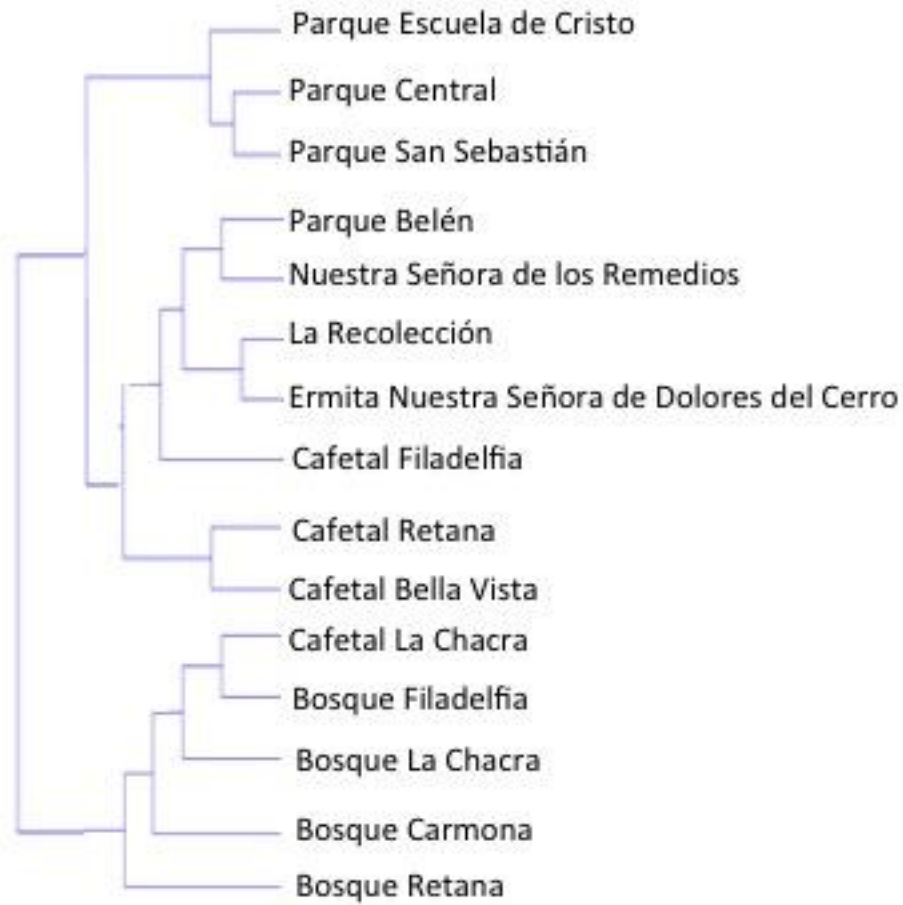 Parque Escuela de Cristo
Parque Central
Parque San Sebastián
Parque Belén
Nuestra Señora de los Remedios
La Recolección
Ermita Nuestra Señora de Dolores del Cerro
Cafetal Filadelfia
Cafetal Retana
Cafetal Bella Vista
Cafetal La Chacra
Bosque Filadelfia
Bosque La Chacra
Bosque Carmona
Bosque Retana